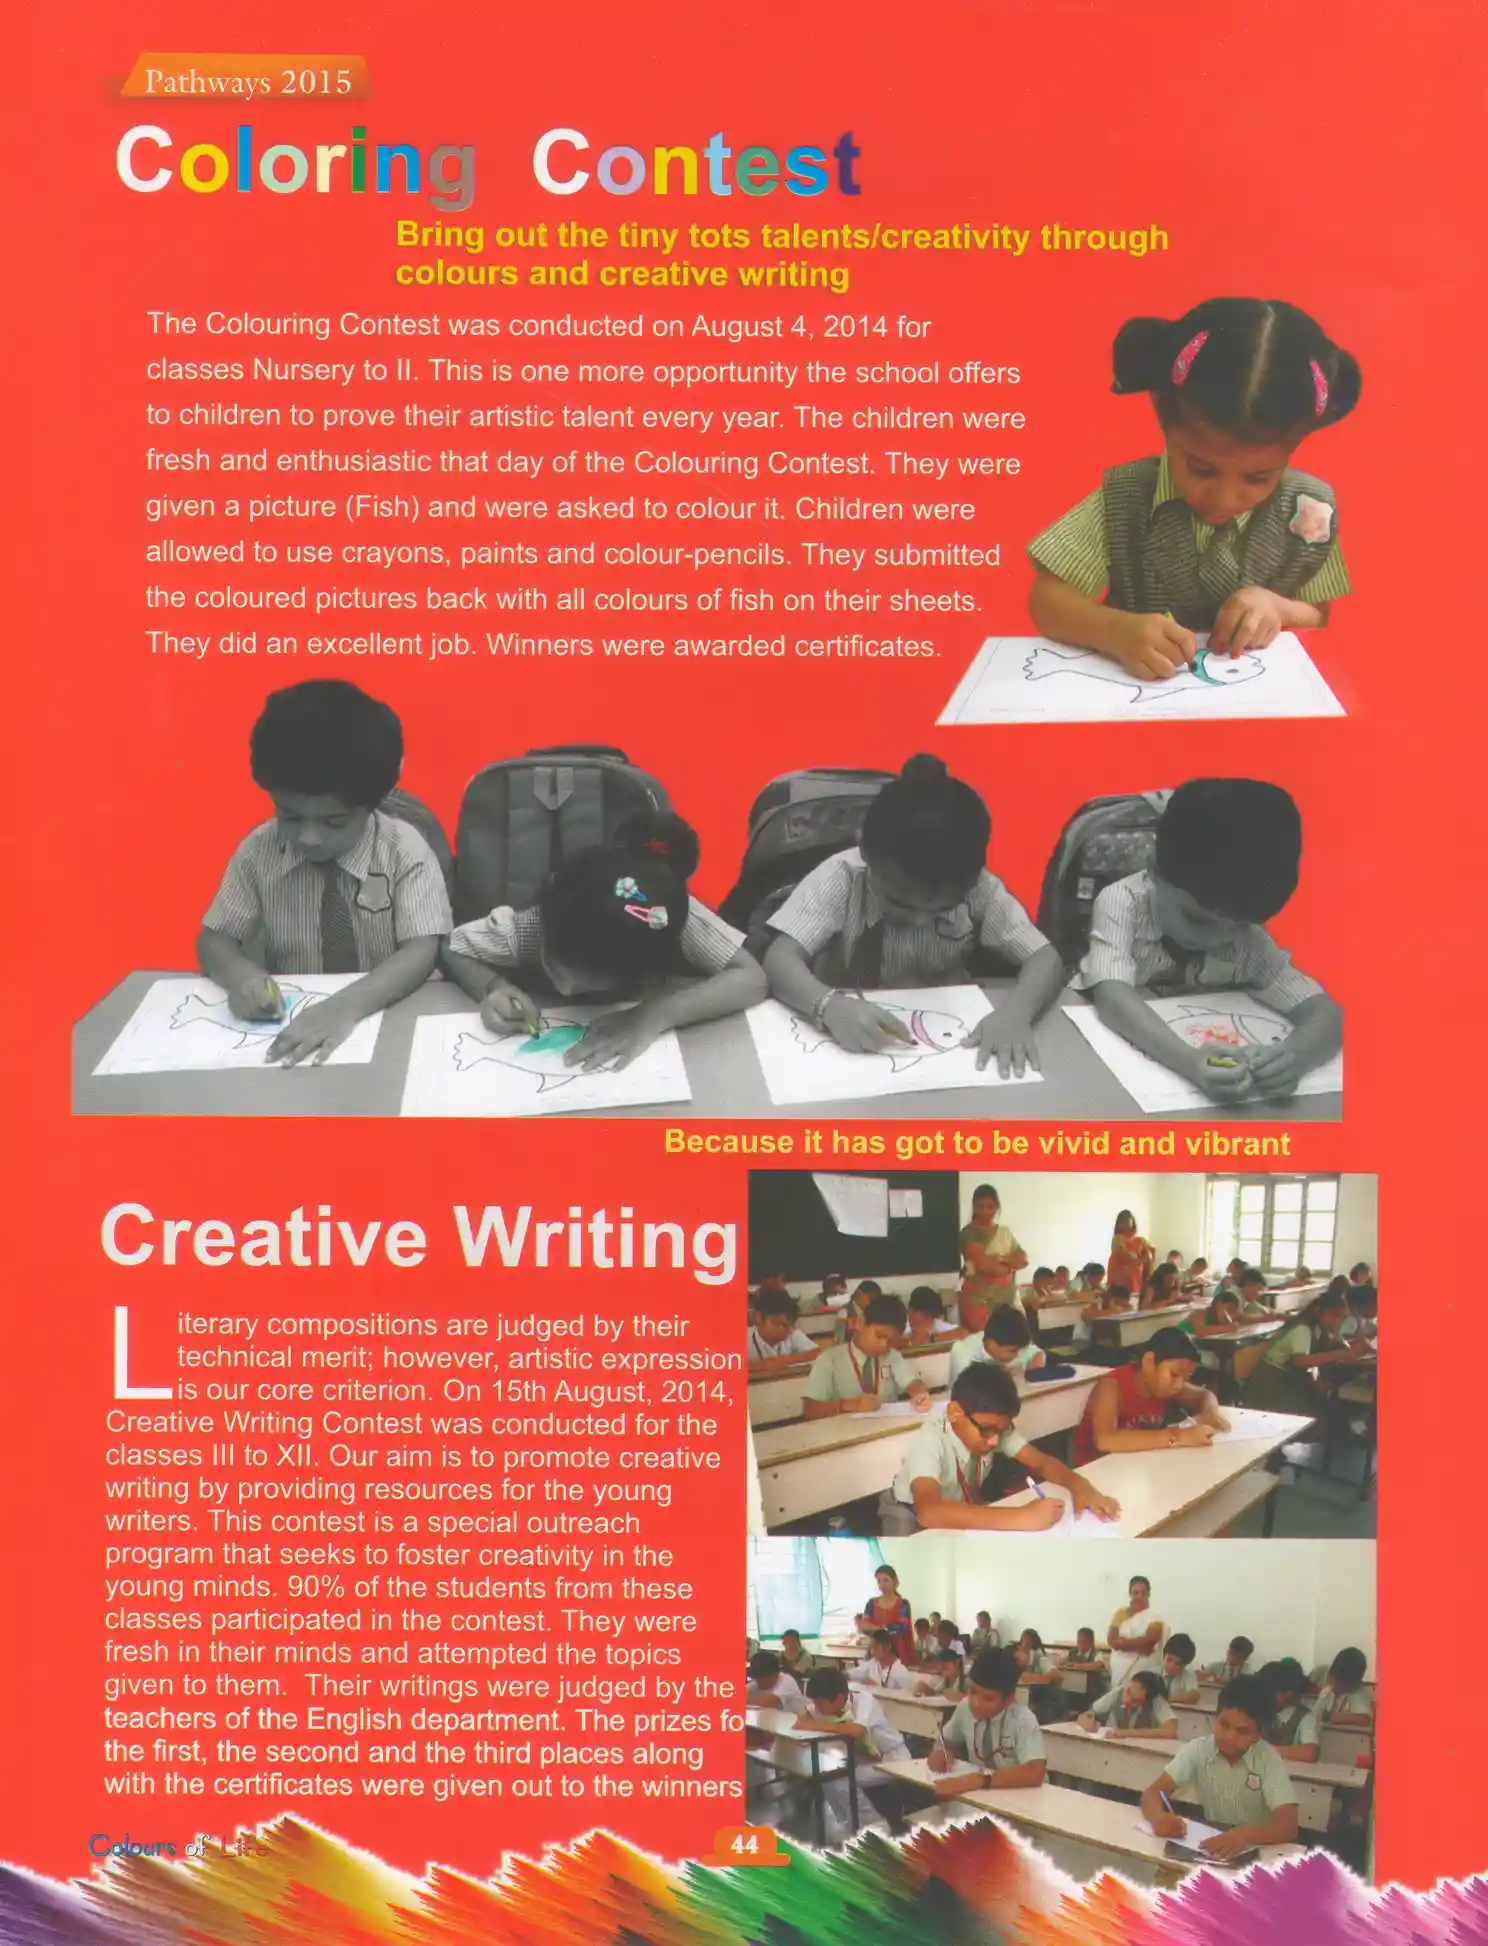 Pathways 2015
Coloring Contest
Bring out the tiny tots talents/creativity through
colours and creative writing
The Colouring Contest was conducted on August 4, 2014 for
classes Nursery to II. This is one more opportunity the school offers
to children to prove their artistic talent every year. The children were
fresh and enthusiastic that day of the Colouring Contest. They were
given a picture (Fish) and were asked to colour it. Children were
allowed to use crayons, paints and colour-pencils. They submitted
the coloured pictures back with all colours of fish on their sheets.
They did an excellent job. Winners were awarded certificates.
Because it has got to be vivid and vibrant
Creative Writing
Literary compositions are judged by their
technical merit; however, artistic expression
is our core criterion. On 15th August, 2014,
Creative Writing Contest was conducted for the
classes III to XII. Our aim is to promote creative
writing by providing resources for the young
writers. This contest is a special outreach
program that seeks to foster creativity in the
young minds. 90% of the students from these
classes participated in the contest. They were
fresh in their minds and attempted the topics
given to them.  Their writings were judged by the
teachers of the English department. The prizes fo
the first, the second and the third places along
with the certificates were given out to the winners
Colours of Life
44